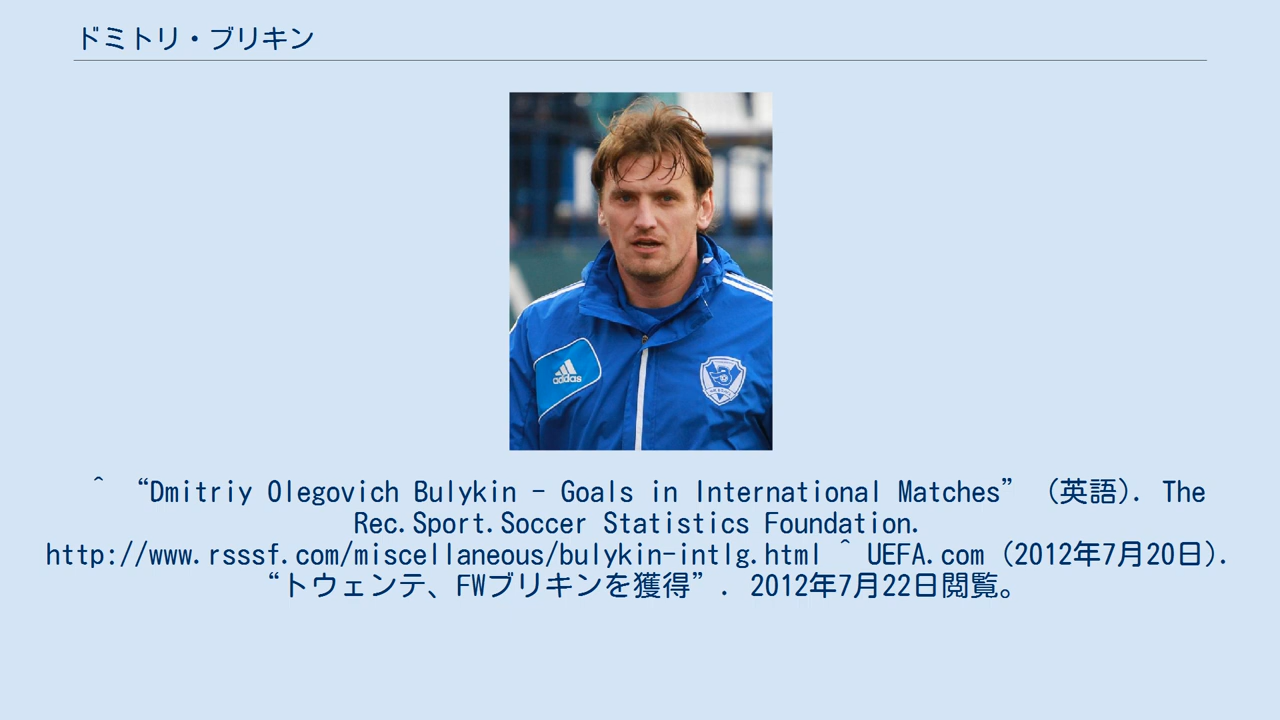 ドミトリ・ブリキン
adidas
^ “Dmitriy Olegovich Bulykin - Goals in International Matches” (英語). The
Rec.Sport.Soccer Statistics Foundation.
http://www.rsssf.com/miscellaneous/bulykin-intlg.html ^ UEFA.com (2012年7月20日).
“トウェンテ、FWブリキンを獲得”. 2012年7月22日閲覧。